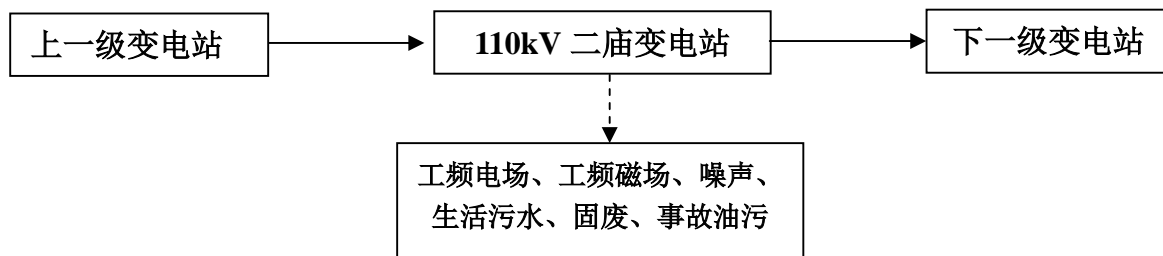 上一级变电站
110kV 二庙变电站
下一级变电站
工频电场、工频磁场、噪声、
生活污水、固废、事故油污